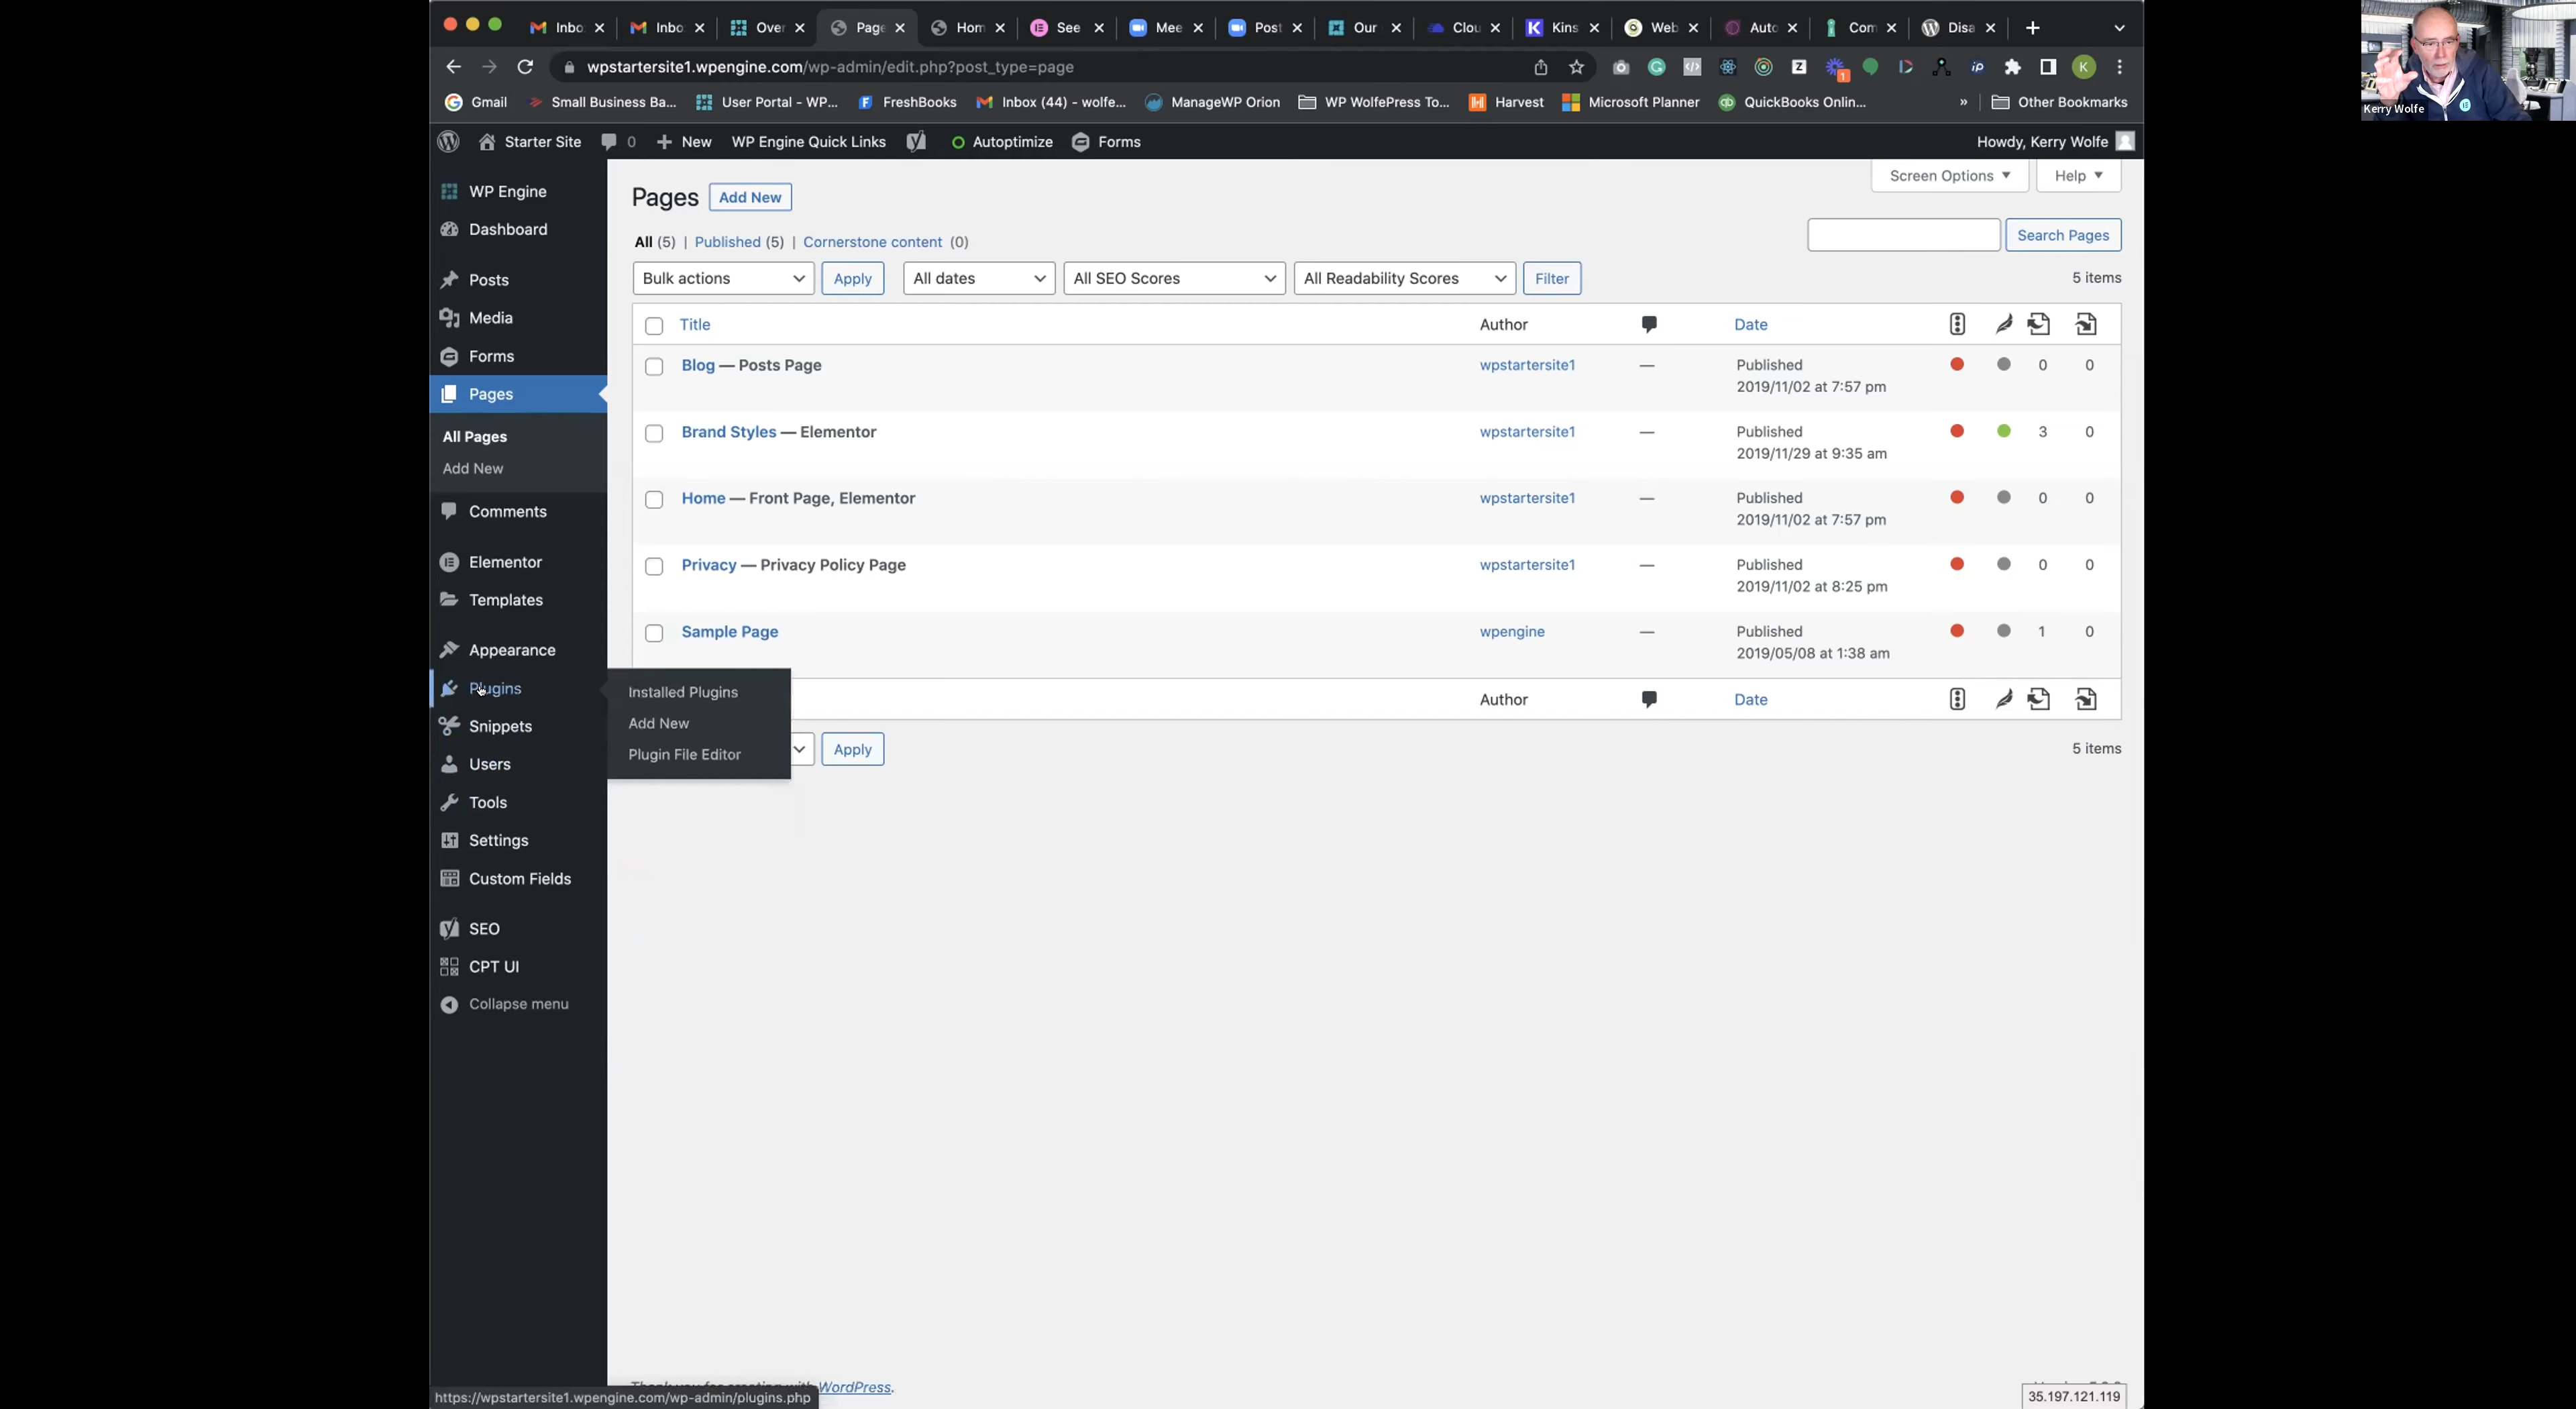 Inbo
Inbo
Over
Page
Hom
See
Mee
Post
Our
Clou
Kins
Web
Auto
Com
Disa
wpstartersite1.wpengine.com/wp-admin/edit.php?post_type=page
1
K
Gmail
Small Business Ba...
User Portal - WP...
FreshBooks
Inbox (44) - wolfe...
ManageWP Orion
WP WolfePress To...
Harvest
Microsoft Planner
QuickBooks Onlin...
»
Other Bookmarks
Kerry Wolfe
Starter Site
0
New
WP Engine Quick Links
Autoptimize
Forms
Howdy, Kerry Wolfe
WP Engine
Dashboard
Posts
Media
Forms
Pages
All Pages
Add New
Comments
Elementor
Templates
Appearance
Plugins
Installed Plugins
Add New
Plugin File Editor
Snippets
Users
Tools
Settings
Custom Fields
SEO
CPT UI
Collapse menu
Screen Options
Help
Pages Add New
All (5) | Published (5) | Cornerstone content (0)
Search Pages
Bulk actions Apply All dates All SEO Scores All Readability Scores Filter
5 items
Title Author Date
Blog — Posts Page wpstartersite1 — Published 0 0
2019/11/02 at 7:57 pm
Brand Styles — Elementor wpstartersite1 — Published 3 0
2019/11/29 at 9:35 am
Home — Front Page, Elementor wpstartersite1 — Published 0 0
2019/11/02 at 7:57 pm
Privacy — Privacy Policy Page wpstartersite1 — Published 0 0
2019/11/02 at 8:25 pm
Sample Page wpengine — Published 1 0
2019/05/08 at 1:38 am
Author Date
Apply
5 items
WordPress.
https://wpstartersite1.wpengine.com/wp-admin/plugins.php
35.197.121.119